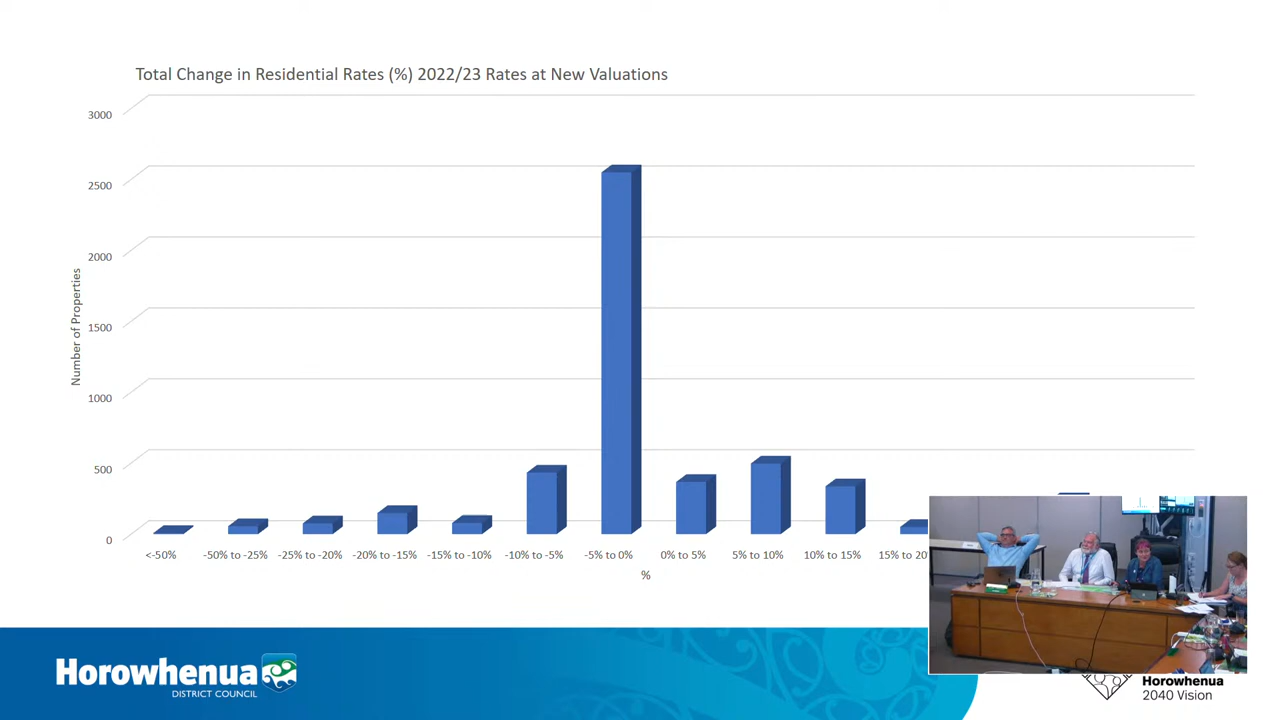 Total Change in Residential Rates (%) 2022/23 Rates at New Valuations
3000
2500
2000
1500
1000
500
0
Number of Properties
<-50%
-50% to -25%
-25% to -20%
-20% to -15%
-15% to -10%
-10% to -5%
-5% to 0%
0% to 5%
5% to 10%
10% to 15%
15% to 20
%
Horowhenua
DISTRICT COUNCIL
Horowhenua
2040 Vision